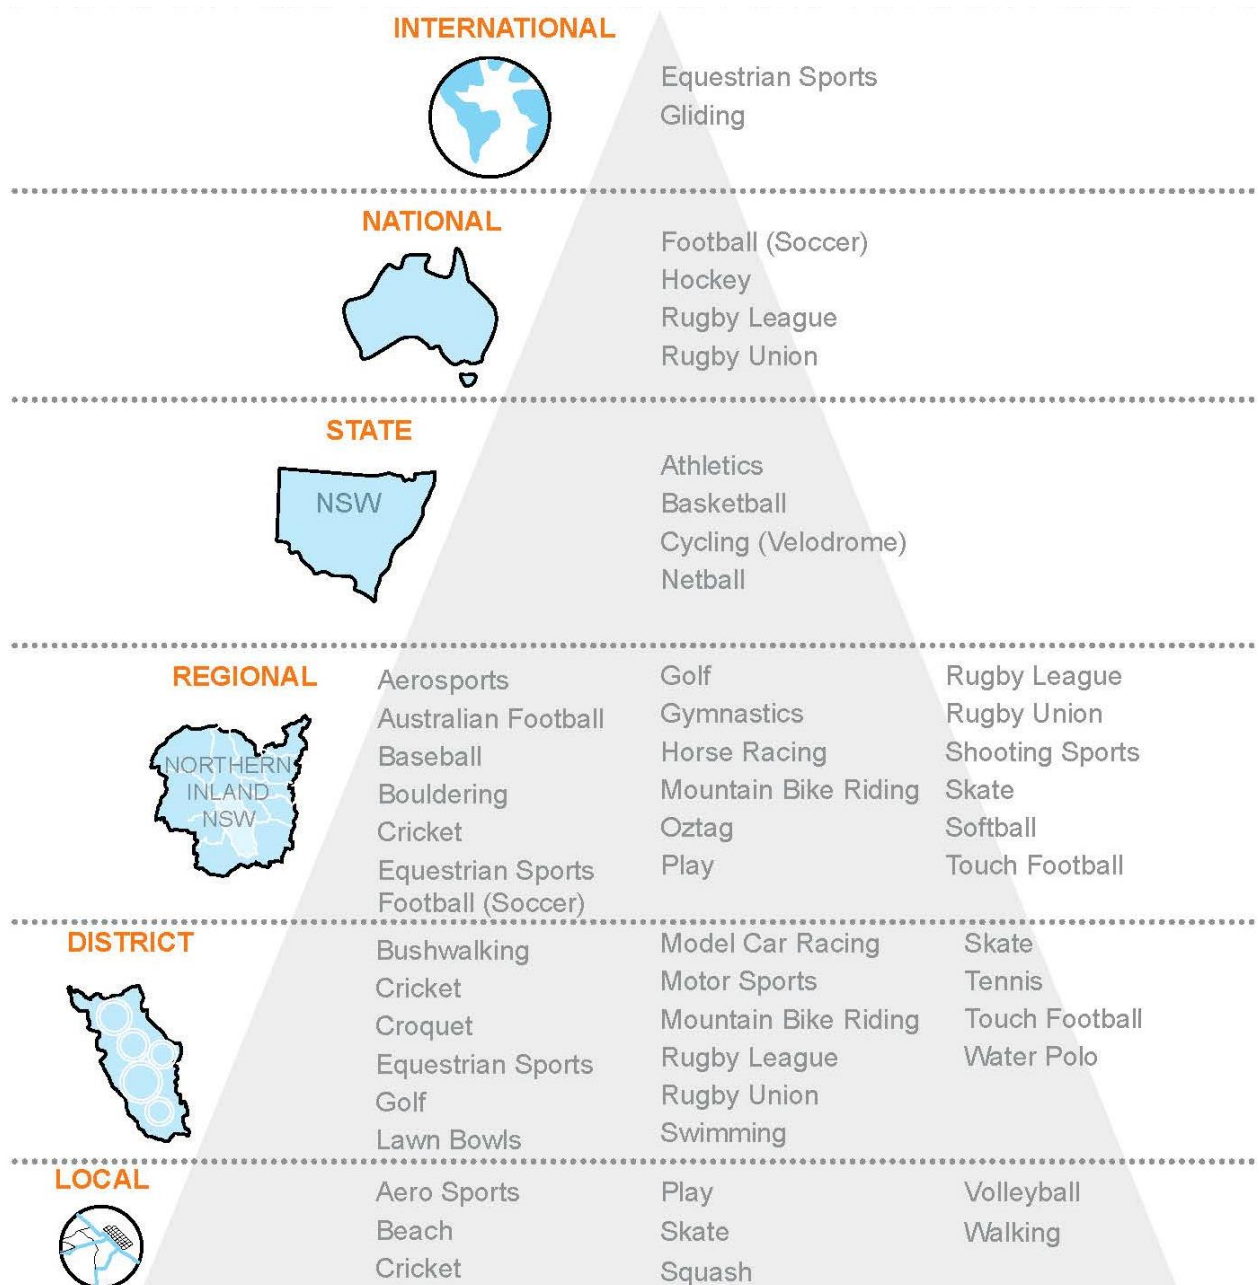 INTERNATIONAL
Equestrian Sports
Gliding
NATIONAL
Football (Soccer)
Hockey
Rugby League
Rugby Union
STATE
NSW
Athletics
Basketball
Cycling (Velodrome)
Netball
REGIONAL
NORTHERN
INLAND
NSW
Aerosports
Australian Football
Baseball
Bouldering
Cricket
Equestrian Sports
Football (Soccer)
Golf
Gymnastics
Horse Racing
Mountain Bike Riding
Oztag
Play
Rugby League
Rugby Union
Shooting Sports
Skate
Softball
Touch Football
DISTRICT
Bushwalking
Cricket
Croquet
Equestrian Sports
Golf
Lawn Bowls
Model Car Racing
Motor Sports
Mountain Bike Riding
Rugby League
Rugby Union
Swimming
Skate
Tennis
Touch Football
Water Polo
LOCAL
Aero Sports
Beach
Cricket
Play
Skate
Squash
Volleyball
Walking